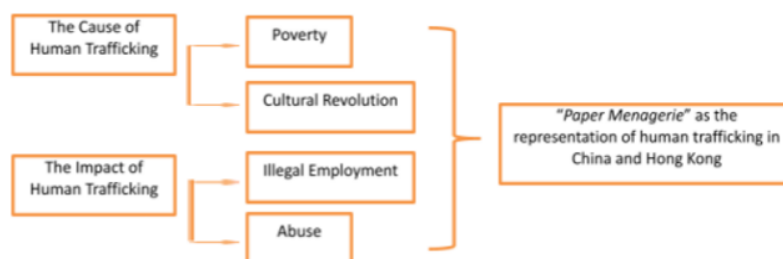 The Cause of
Human Trafficking
Poverty
Cultural Revolution
The Impact of
Human Trafficking
Illegal Employment
Abuse
“Paper Menagerie” as the
representation of human trafficking in
China and Hong Kong